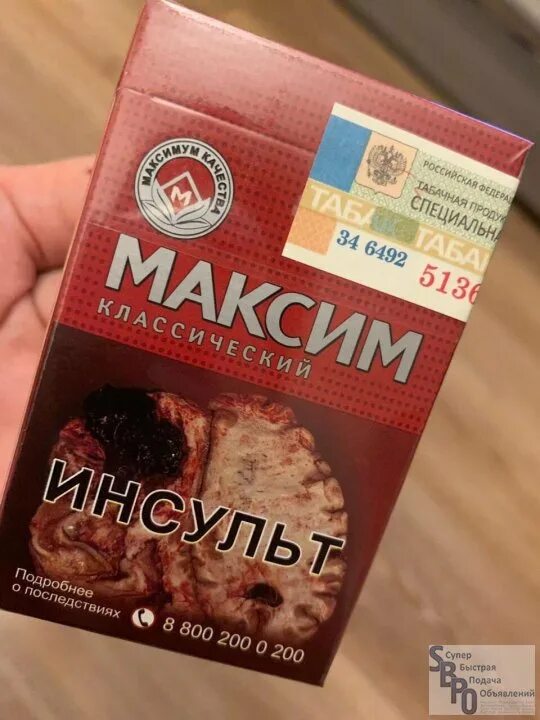 МАКСИМУМ КАЧЕСТВА
М
РОССИЙСКАЯ ФЕДЕРА
ТАБАЧНАЯ ПРОДУК
СПЕЦИАЛЬНА
ТАБА
ТАБА
34 6492
5136
МАКСИМ
КЛАССИЧЕСКИЙ
ИНСУЛЬТ
Подробнее
о последствиях
8 800 200 0 200
SBPO
Супер
Быстрая
Подача
Объявлений